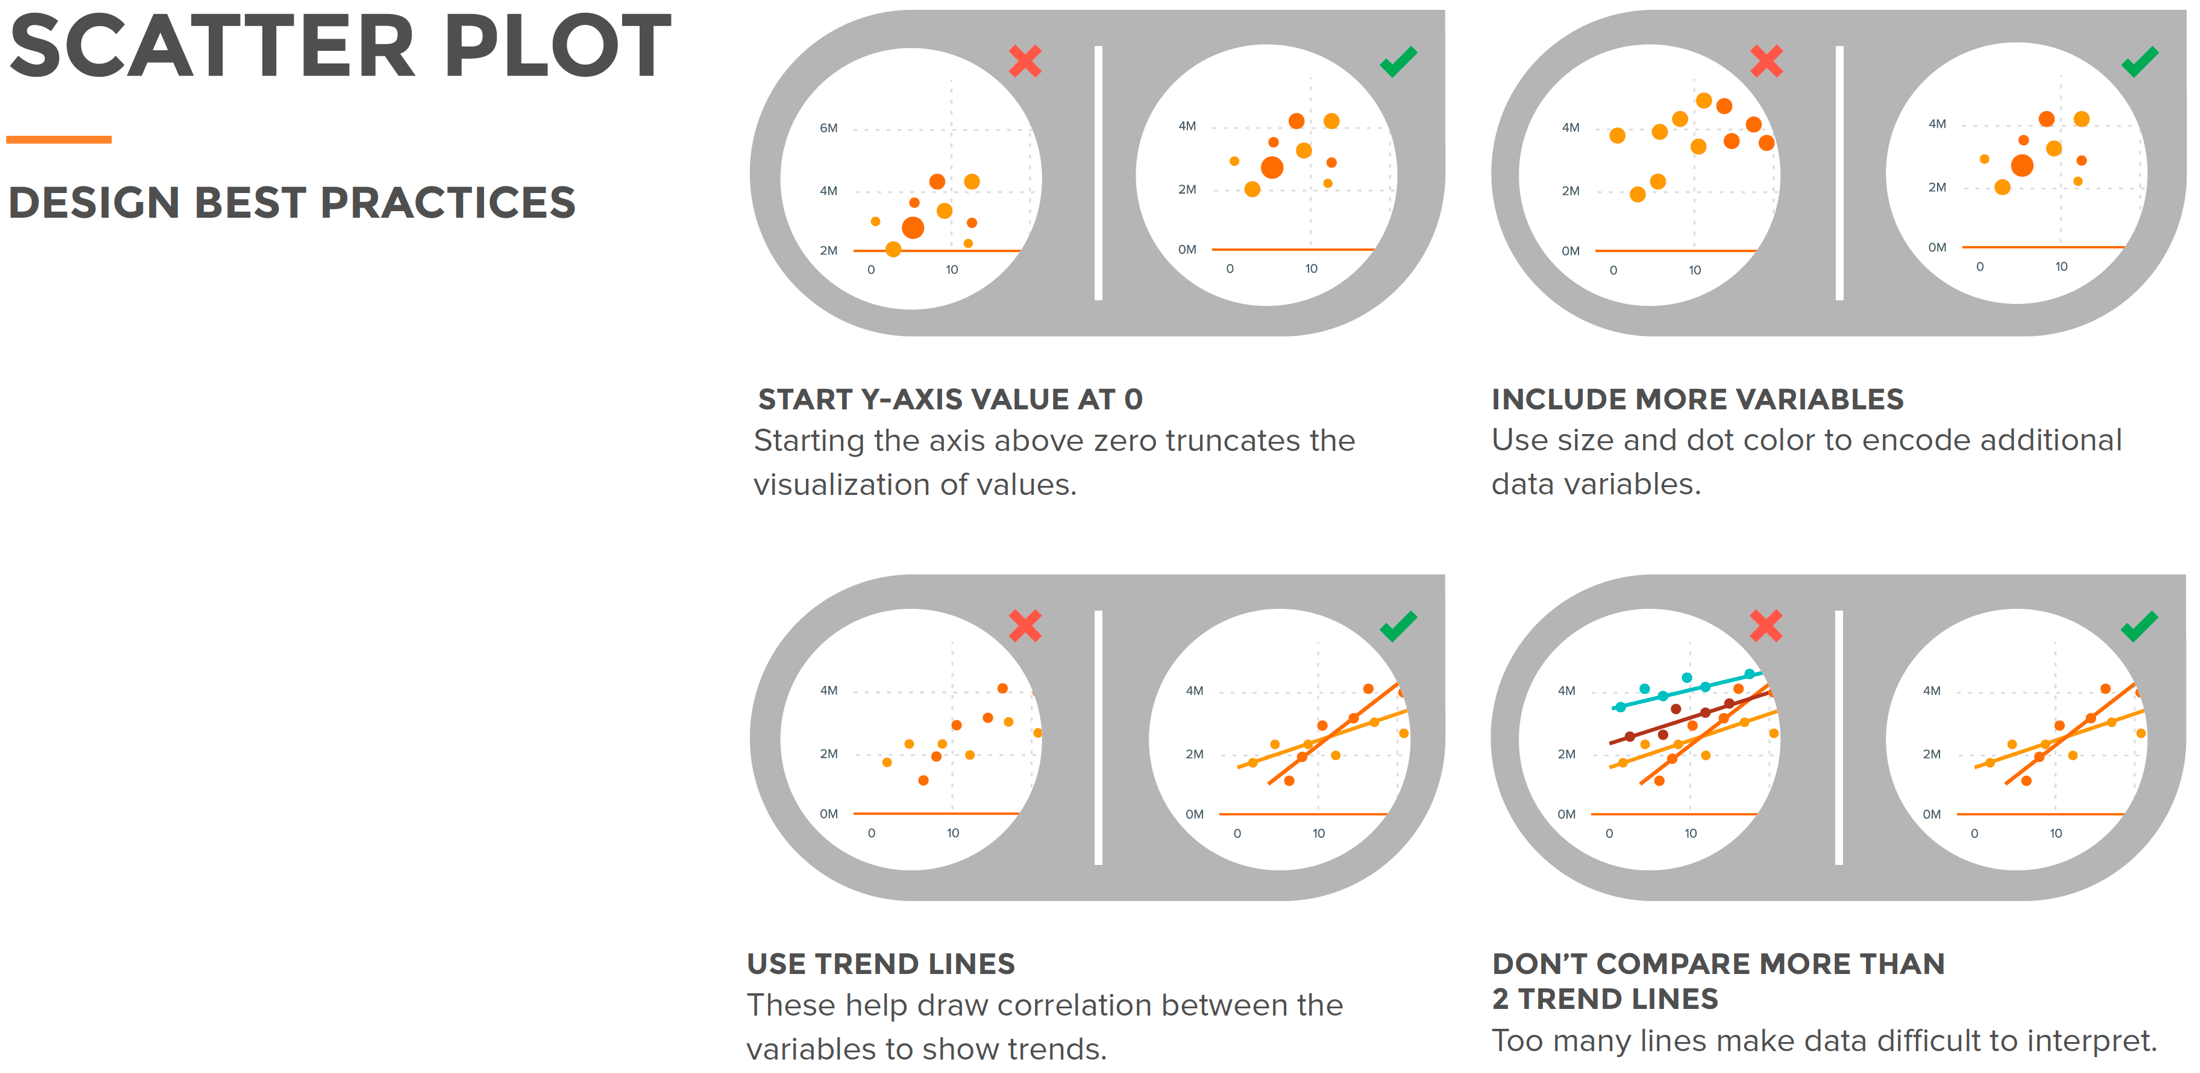 SCATTER PLOT
DESIGN BEST PRACTICES
6M
4M
2M
0
10
4M
2M
0M
0
10
START Y-AXIS VALUE AT 0
Starting the axis above zero truncates the
visualization of values.
4M
2M
0M
0
10
4M
2M
0M
0
10
INCLUDE MORE VARIABLES
Use size and dot color to encode additional
data variables.
4M
2M
0M
0
10
4M
2M
0M
0
10
USE TREND LINES
These help draw correlation between the
variables to show trends.
4M
2M
0M
0
10
4M
2M
0M
0
10
DON’T COMPARE MORE THAN
2 TREND LINES
Too many lines make data difficult to interpret.